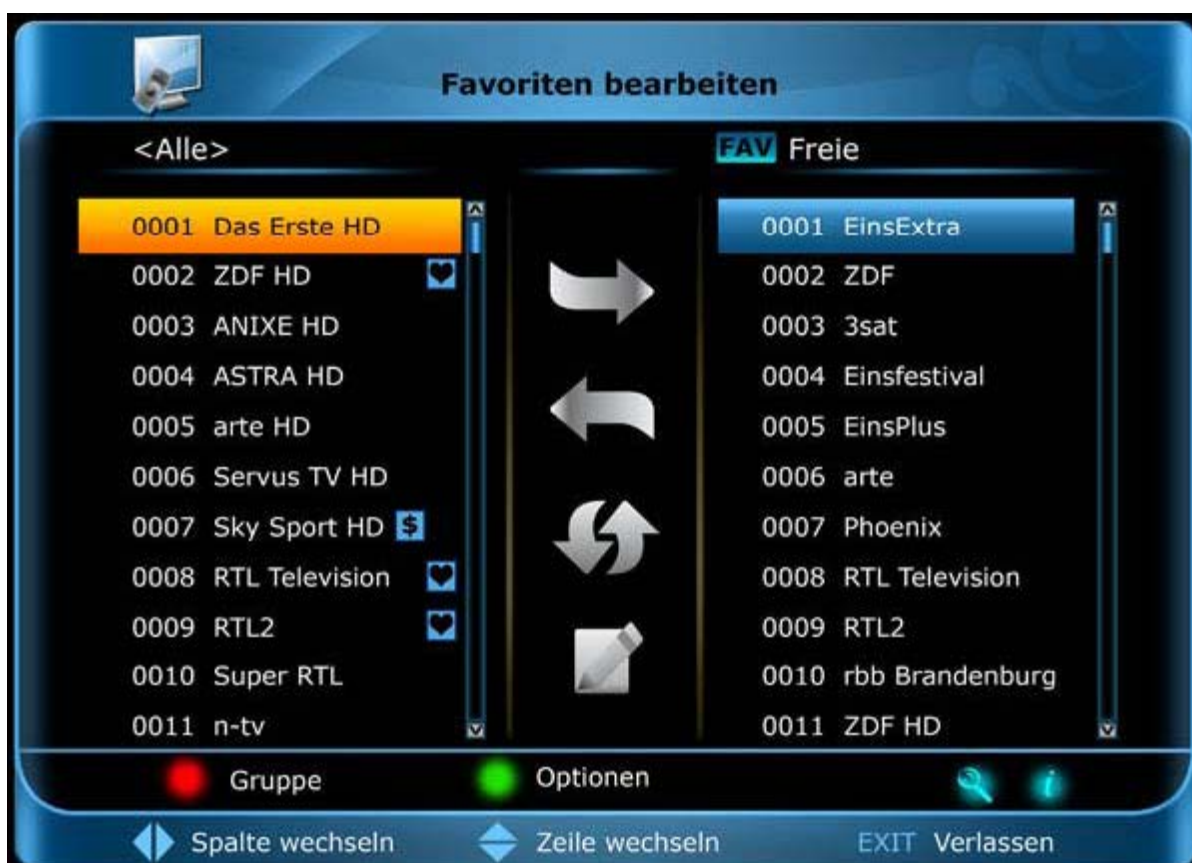 Favoriten bearbeiten
<Alle>
0001 Das Erste HD
0002 ZDF HD
0003 ANIXE HD
0004 ASTRA HD
0005 arte HD
0006 Servus TV HD
0007 Sky Sport HD $
0008 RTL Television
0009 RTL2
0010 Super RTL
0011 n-tv
FAV Freie
0001 EinsExtra
0002 ZDF
0003 3sat
0004 Einsfestival
0005 EinsPlus
0006 arte
0007 Phoenix
0008 RTL Television
0009 RTL2
0010 rbb Brandenburg
0011 ZDF HD
Gruppe
Optionen
i
Spalte wechseln
Zeile wechseln
EXIT Verlassen